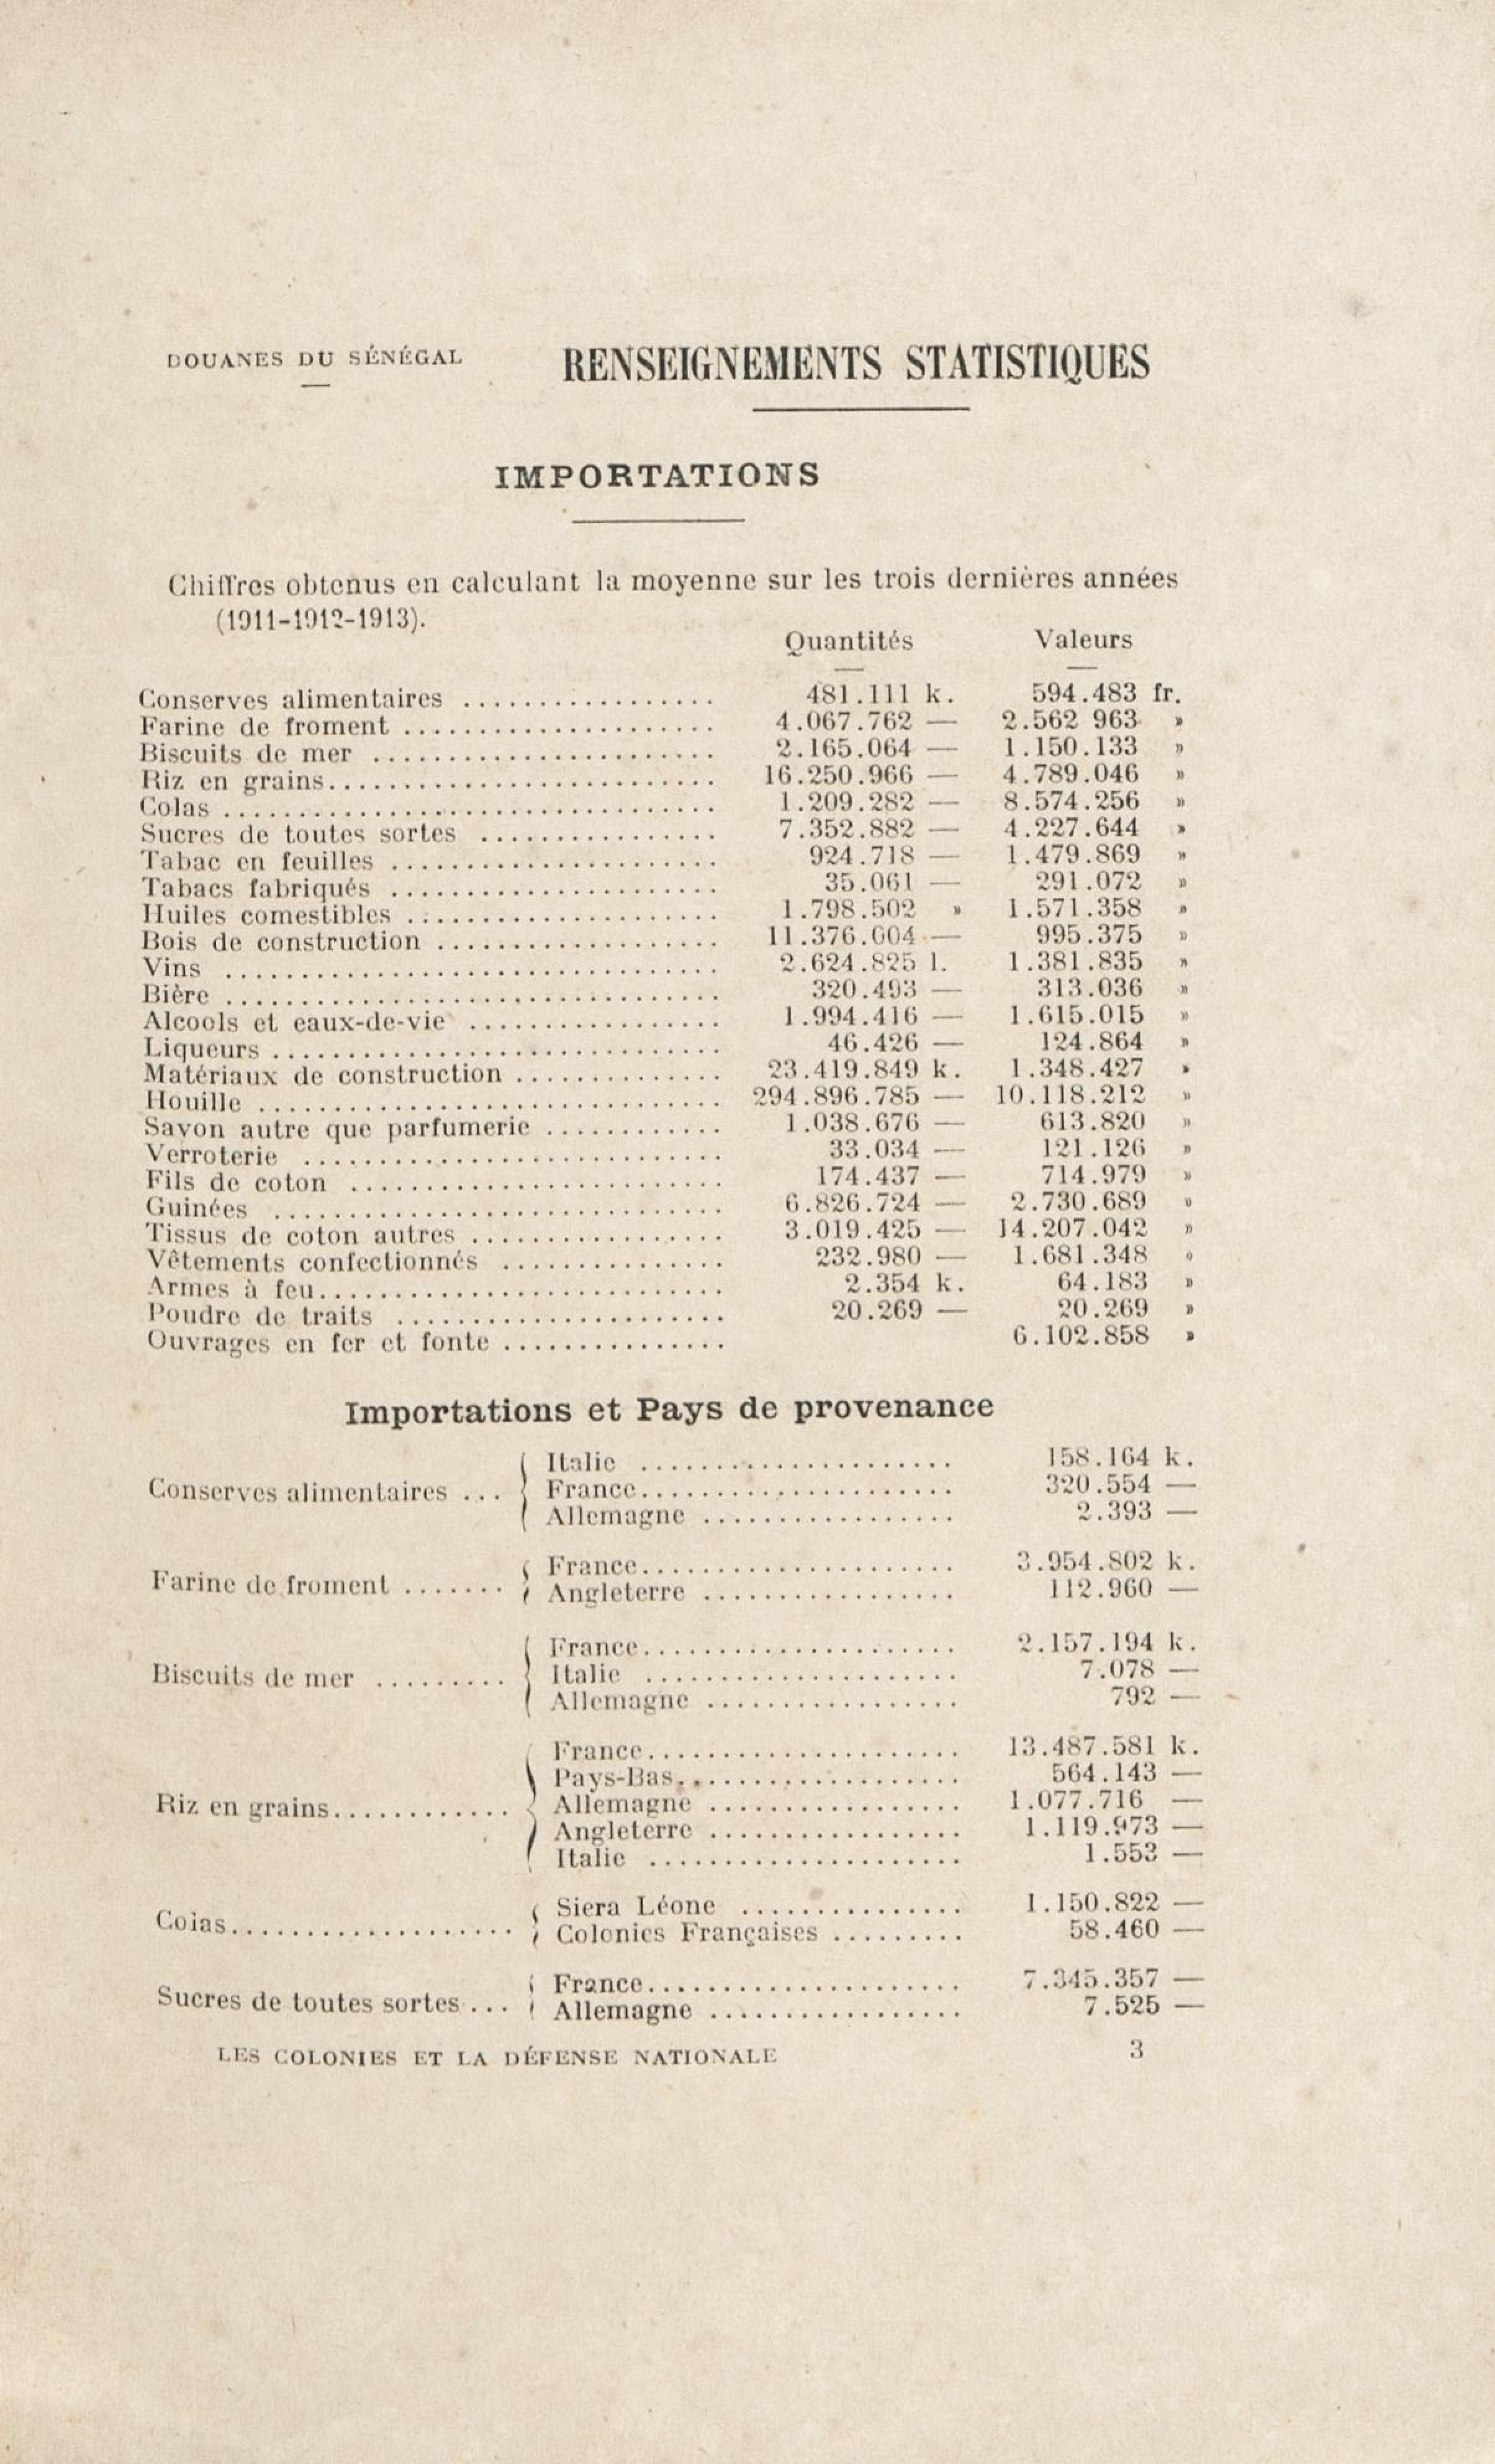 DOUANES DU SÉNÉGAL RENSEIGNEMENTS STATISTIQUES
IMPORTATIONS
Chiffres obtenus en calculant la moyenne sur les trois dernières années
(1911-1912-1913).
Quantités Valeurs
Conserves alimentaires ................. 481.111 k. 594.483 fr.
Farine de froment ..................... 4.067.762 — 2.562 963 »
Biscuits de mer ....................... 2.165.064 — 1.150.133 »
Riz en grains.......................... 16.250.966 — 4.789.046 »
Colas ................................. 1.209.282 — 8.574.256 »
Sucres de toutes sortes ................ 7.352.882 — 4.227.644 »
Tabac en feuilles ...................... 924.718 — 1.479.869 »
Tabacs fabriqués ...................... 35.061 — 291.072 »
Huiles comestibles ..................... 1.798.502 » 1.571.358 »
Bois de construction ................... 11.376.004 — 995.375 »
Vins ................................. 2.624.825 l. 1.381.835 »
Bière ................................. 320.493 — 313.036 »
Alcools et eaux-de-vie ................. 1.994.416 — 1.615.015 »
Liqueurs .............................. 46.426 — 124.864 »
Matériaux de construction .............. 23.419.849 k. 1.348.427 »
Houille ............................... 294.896.785 — 10.118.212 »
Savon autre que parfumerie ............ 1.038.676 — 613.820 »
Verroterie ............................ 33.034 — 121.126 »
Fils de coton ......................... 174.437 — 714.979 »
Guinées .............................. 6.826.724 — 2.730.689 »
Tissus de coton autres ................. 3.019.425 — 14.207.042 »
Vêtements confectionnés ............... 232.980 — 1.681.348 »
Armes à feu........................... 2.354 k. 64.183 »
Poudre de traits ...................... 20.269 — 20.269 »
Ouvrages en fer et fonte ............... 6.102.858 »
Importations et Pays de provenance
Italie ..................... 158.164 k.
Conserves alimentaires ... France..................... 320.554 —
Allemagne ................. 2.393 —
France..................... 3.954.802 k.
Farine de froment ....... Angleterre ................. 112.960 —
France..................... 2.157.194 k.
Biscuits de mer ......... Italie ..................... 7.078 —
Allemagne ................. 792 —
France..................... 13.487.581 k.
Pays-Bas................... 564.143 —
Riz en grains............ Allemagne ................. 1.077.716 —
Angleterre ................. 1.119.973 —
Italie ..................... 1.553 —
Siera Léone ............... 1.150.822 —
Colas................... Colonies Françaises ......... 58.460 —
France..................... 7.345.357 —
Sucres de toutes sortes ... Allemagne ................. 7.525 —
LES COLONIES ET LA DÉFENSE NATIONALE 3